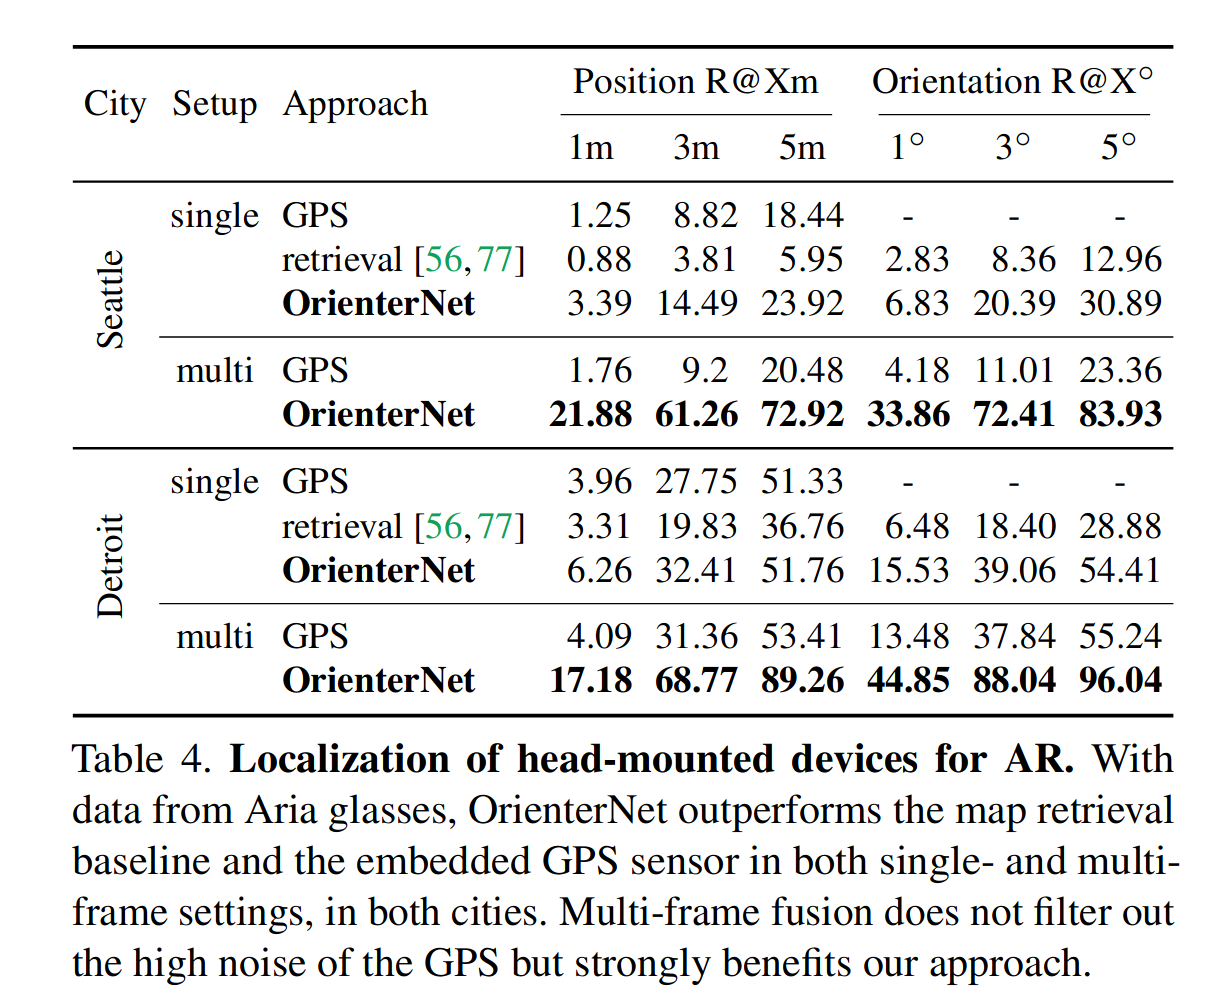 City Setup Approach Position R@Xm Orientation R@X°
1m 3m 5m 1° 3° 5°
Seattle
single GPS 1.25 8.82 18.44 - - -
retrieval [56, 77] 0.88 3.81 5.95 2.83 8.36 12.96
OrienterNet 3.39 14.49 23.92 6.83 20.39 30.89
multi GPS 1.76 9.2 20.48 4.18 11.01 23.36
OrienterNet 21.88 61.26 72.92 33.86 72.41 83.93
Detroit
single GPS 3.96 27.75 51.33 - - -
retrieval [56, 77] 3.31 19.83 36.76 6.48 18.40 28.88
OrienterNet 6.26 32.41 51.76 15.53 39.06 54.41
multi GPS 4.09 31.36 53.41 13.48 37.84 55.24
OrienterNet 17.18 68.77 89.26 44.85 88.04 96.04
Table 4. Localization of head-mounted devices for AR. With
data from Aria glasses, OrienterNet outperforms the map retrieval
baseline and the embedded GPS sensor in both single- and multi-
frame settings, in both cities. Multi-frame fusion does not filter out
the high noise of the GPS but strongly benefits our approach.